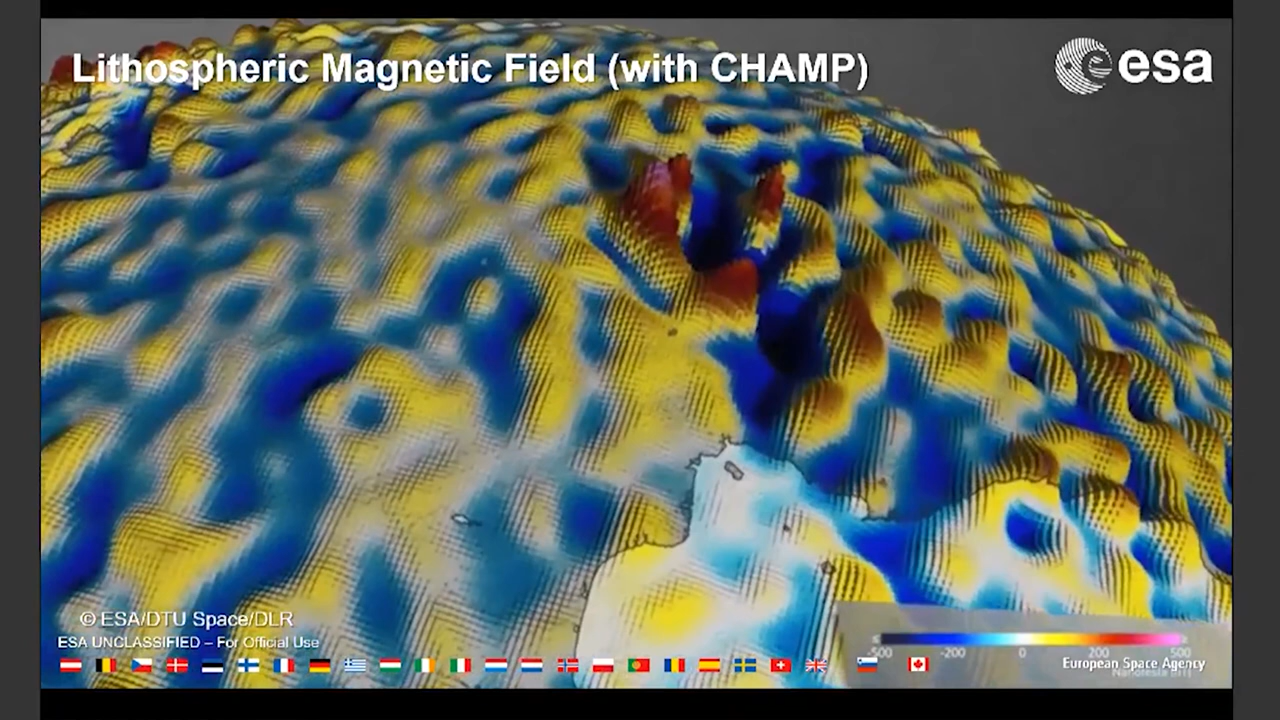 Lithospheric Magnetic Field (with CHAMP)
esa
© ESA/DTU Space/DLR
ESA UNCLASSIFIED – For Official Use
-500 -200 0 200 500
European Space Agency